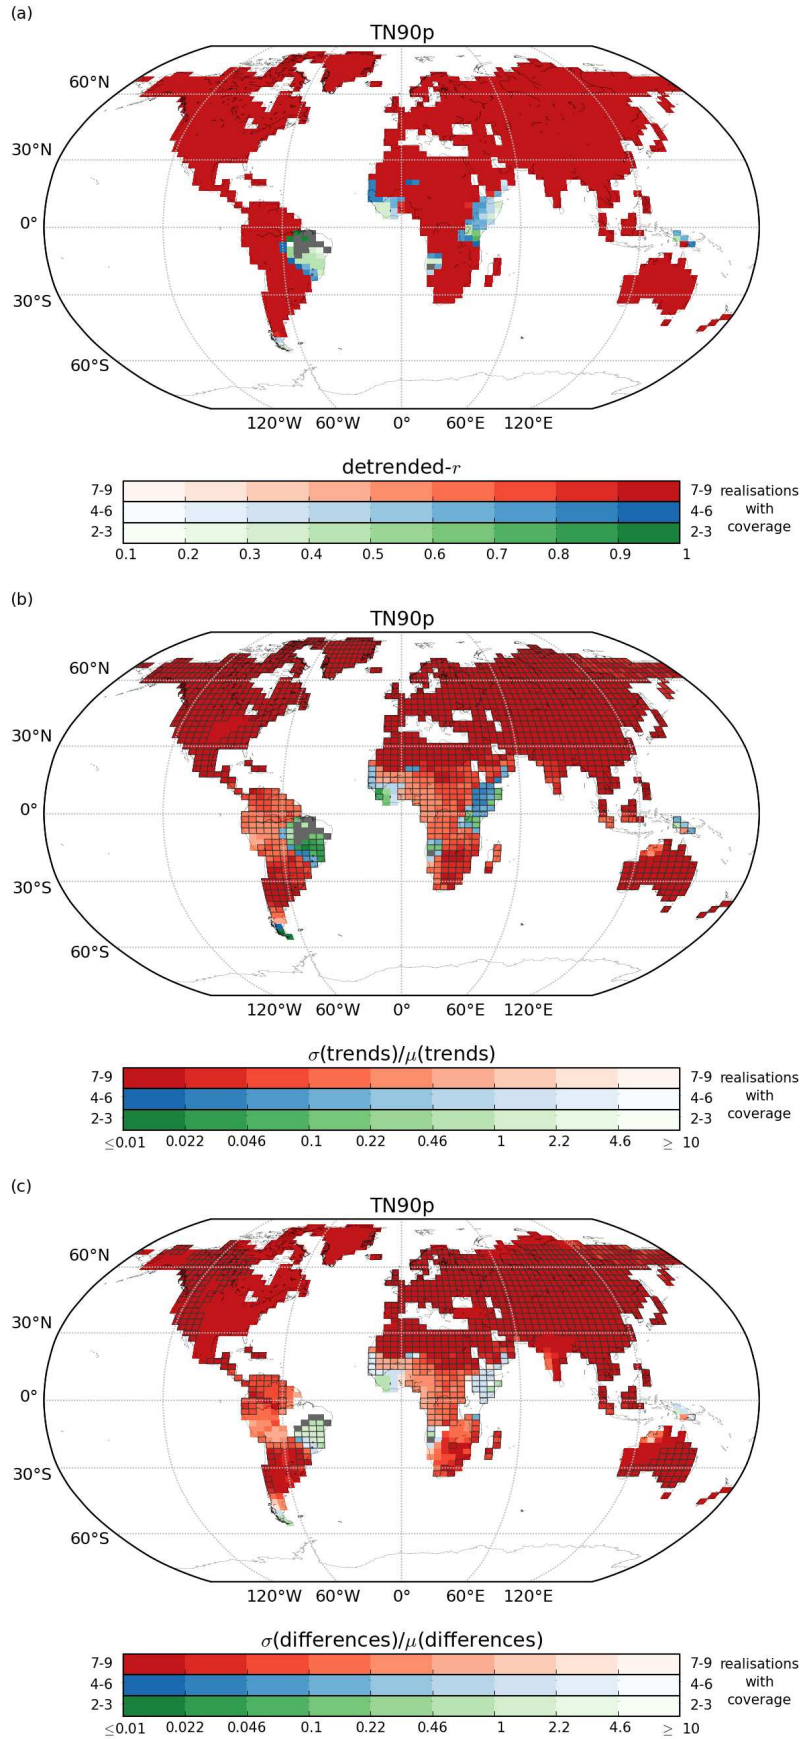 (a)
TN90p
60°N
30°N
0°
30°S
60°S
120°W 60°W 0° 60°E 120°E
detrended-r
7-9 7-9 realisations
4-6 4-6 with
2-3 2-3 coverage
0.1 0.2 0.3 0.4 0.5 0.6 0.7 0.8 0.9 1
(b)
TN90p
60°N
30°N
0°
30°S
60°S
120°W 60°W 0° 60°E 120°E
σ(trends)/μ(trends)
7-9 7-9 realisations
4-6 4-6 with
2-3 2-3 coverage
≤0.01 0.022 0.046 0.1 0.22 0.46 1 2.2 4.6 ≥ 10
(c)
TN90p
60°N
30°N
0°
30°S
60°S
120°W 60°W 0° 60°E 120°E
σ(differences)/μ(differences)
7-9 7-9 realisations
4-6 4-6 with
2-3 2-3 coverage
≤0.01 0.022 0.046 0.1 0.22 0.46 1 2.2 4.6 ≥ 10